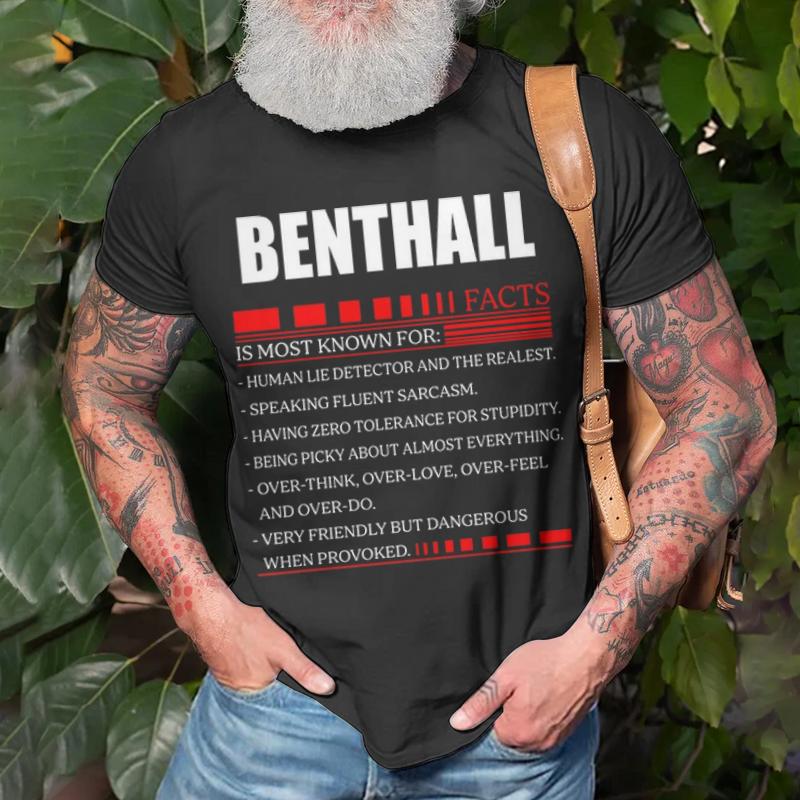 BENTHALL
FACTS
IS MOST KNOWN FOR:
- HUMAN LIE DETECTOR AND THE REALEST.
- SPEAKING FLUENT SARCASM.
- HAVING ZERO TOLERANCE FOR STUPIDITY.
- BEING PICKY ABOUT ALMOST EVERYTHING.
- OVER-THINK, OVER-LOVE, OVER-FEEL
AND OVER-DO.
- VERY FRIENDLY BUT DANGEROUS
WHEN PROVOKED.